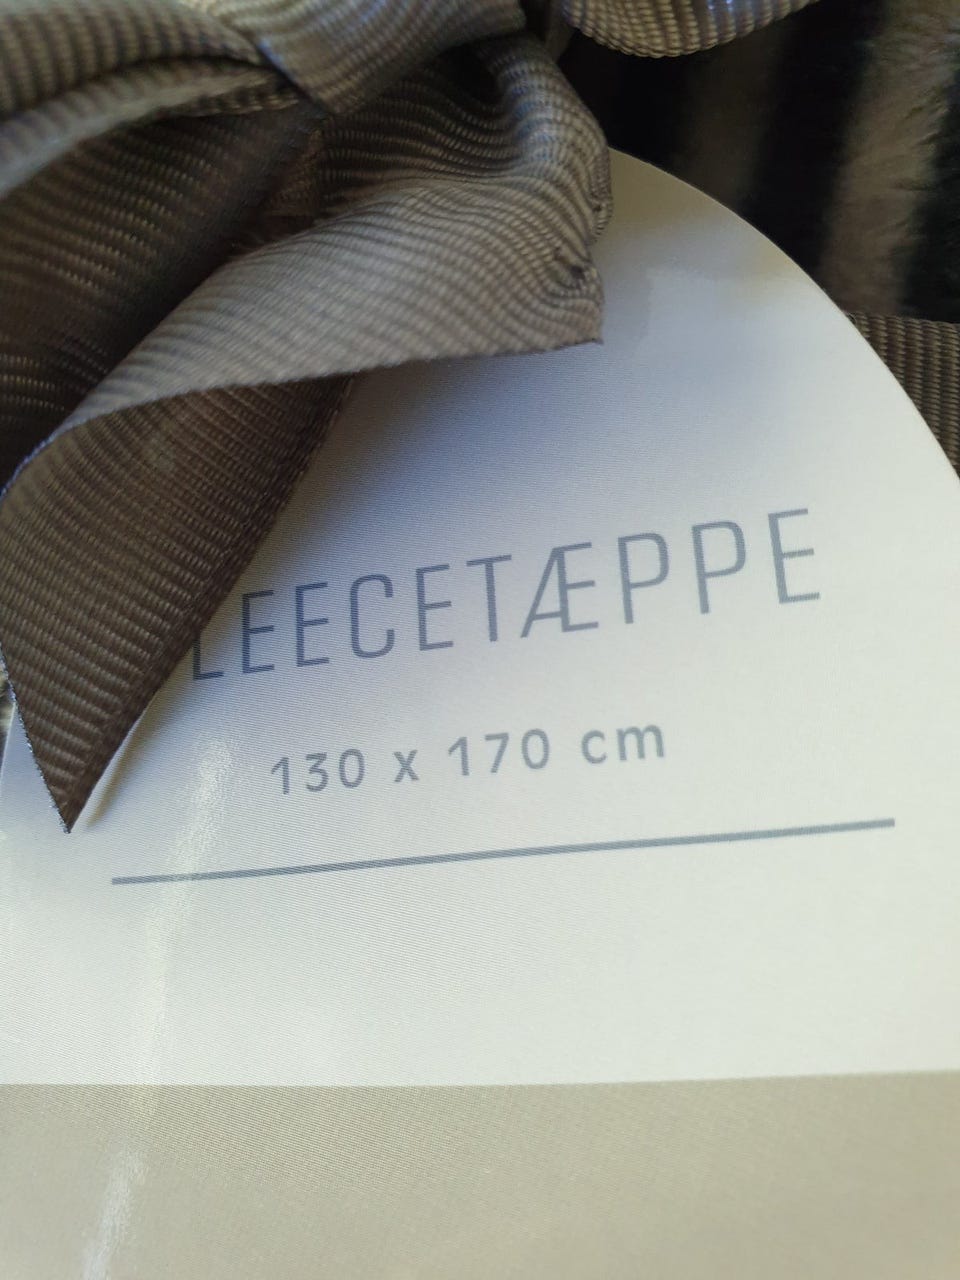 LEECETÆPPE
130 x 170 cm